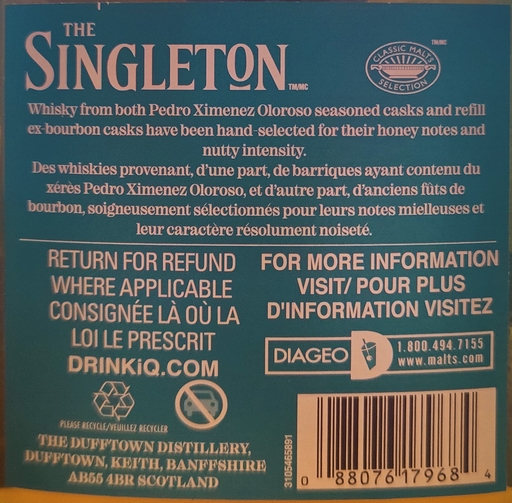 THE
SINGLETON TM/MC
CLASSIC MALTS
SELECTION
TM/MC
Whisky from both Pedro Ximenez Oloroso seasoned casks and refill
ex-bourbon casks have been hand-selected for their honey notes and
nutty intensity.
Des whiskies provenant, d'une part, de barriques ayant contenu du
xérès Pedro Ximenez Oloroso, et d'autre part, d'anciens fûts de
bourbon, soigneusement sélectionnés pour leurs notes mielleuses et
leur caractère résolument noiseté.
RETURN FOR REFUND
WHERE APPLICABLE
CONSIGNÉE LÀ OÙ LA
LOI LE PRESCRIT
DRINKiQ.COM
PLEASE RECYCLE/VEUILLEZ RECYCLER
THE DUFFTOWN DISTILLERY,
DUFFTOWN, KEITH, BANFFSHIRE
AB55 4BR SCOTLAND
FOR MORE INFORMATION
VISIT/ POUR PLUS
D'INFORMATION VISITEZ
DIAGEO
1.800.494.7155
www.malts.com
3105465891
0 88076 17968 4